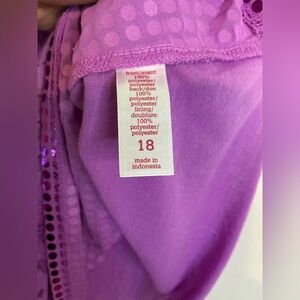 front/avant:
100%
polyester/
polyester
back/dos:
100%
polyester/
polyester
lining/
doublure:
100%
polyester/
polyester
18
made in
indonesia